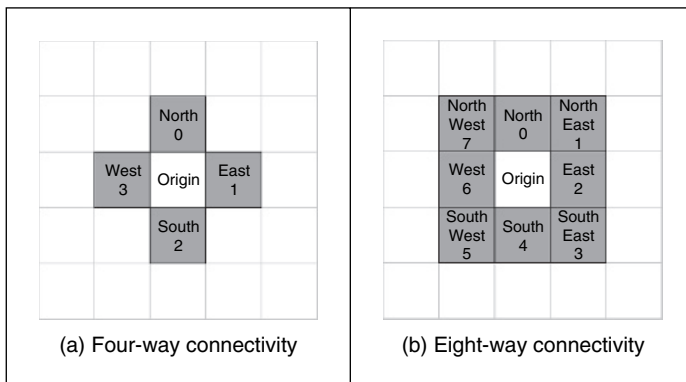 North
0
West
3
Origin
East
1
South
2
(a) Four-way connectivity
North
West
7
North
0
North
East
1
West
6
Origin
East
2
South
West
5
South
4
South
East
3
(b) Eight-way connectivity